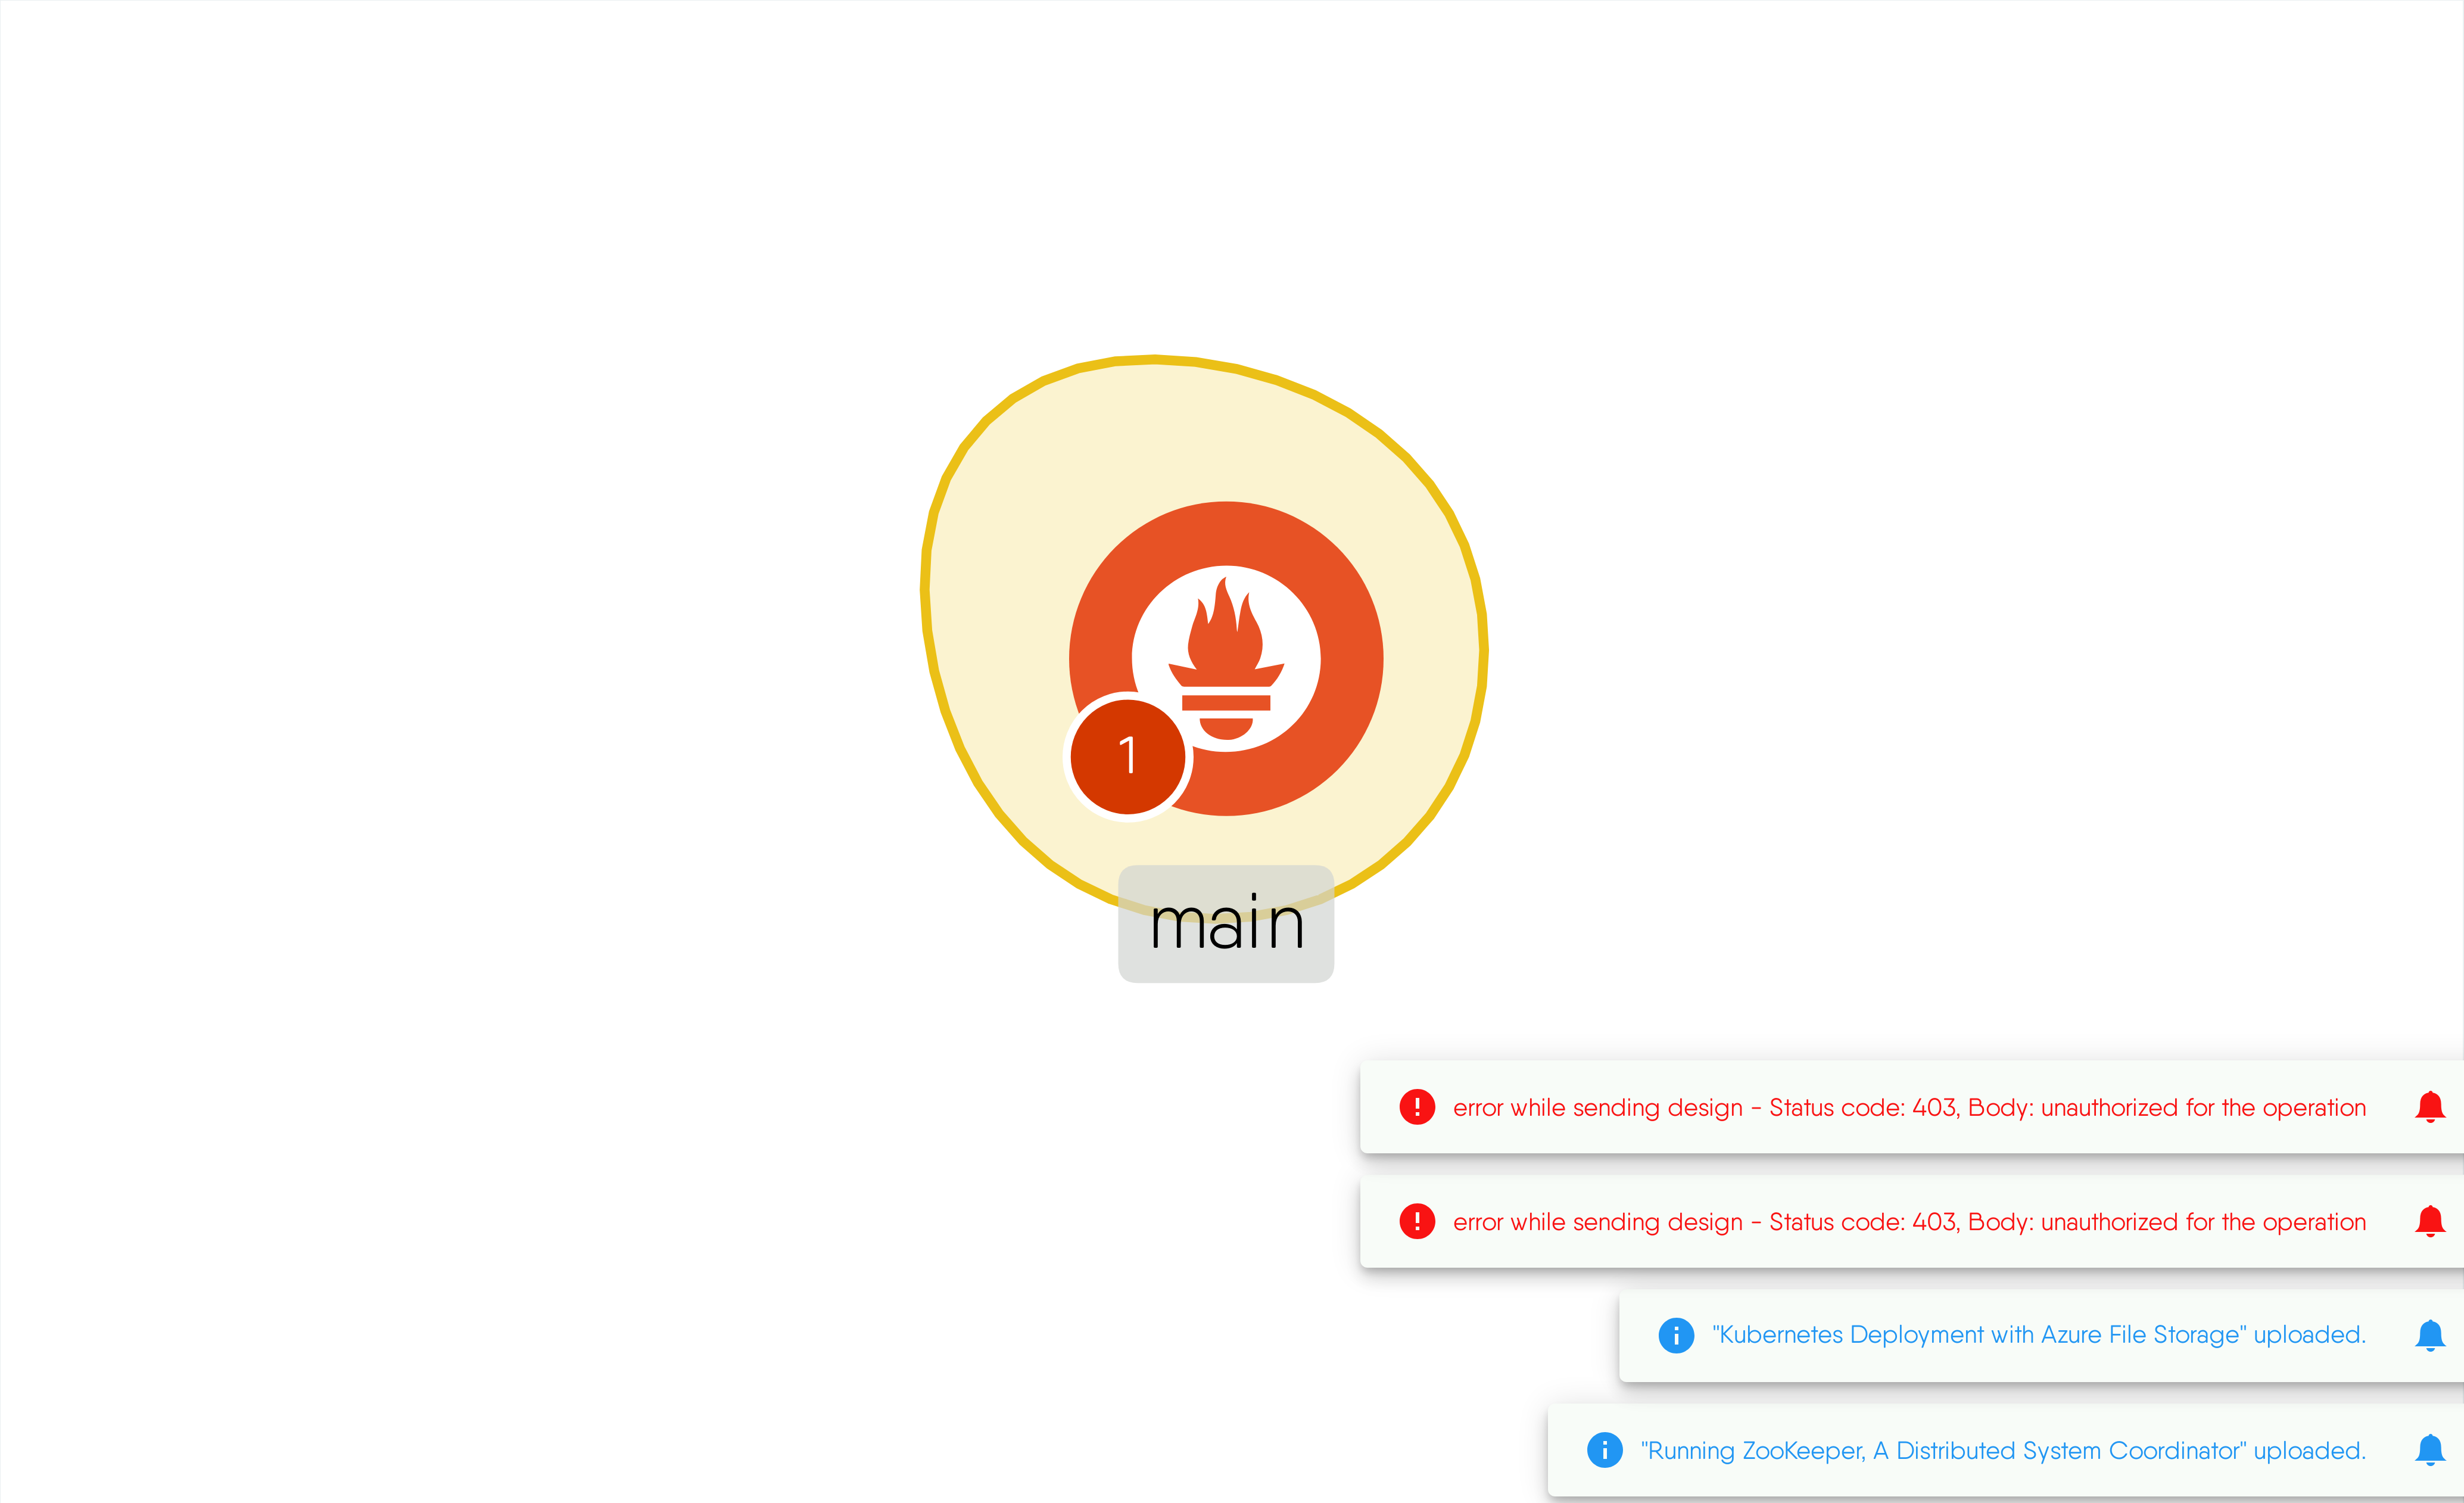 1
main
error while sending design - Status code: 403, Body: unauthorized for the operation
error while sending design - Status code: 403, Body: unauthorized for the operation
"Kubernetes Deployment with Azure File Storage" uploaded.
"Running ZooKeeper, A Distributed System Coordinator" uploaded.